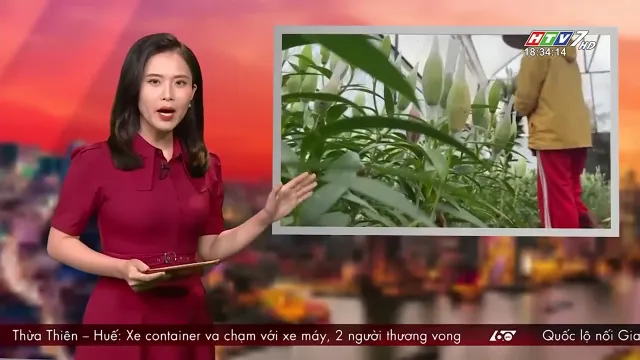 HTV7 HD
18:34:14
Thừa Thiên – Huế: Xe container va chạm với xe máy, 2 người thương vong 60 Quốc lộ nối Gia